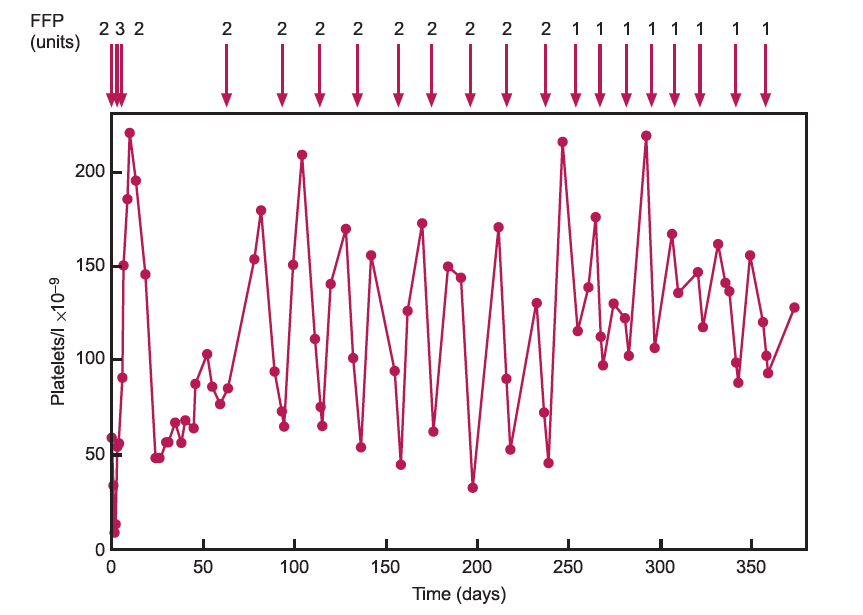 FFP
(units)
2 3 2 2 2 2 2 2 2 2 2 2 1 1 1 1 1 1 1 1
200
150
100
50
0
Platelets/l ×10⁻⁹
0 50 100 150 200 250 300 350
Time (days)